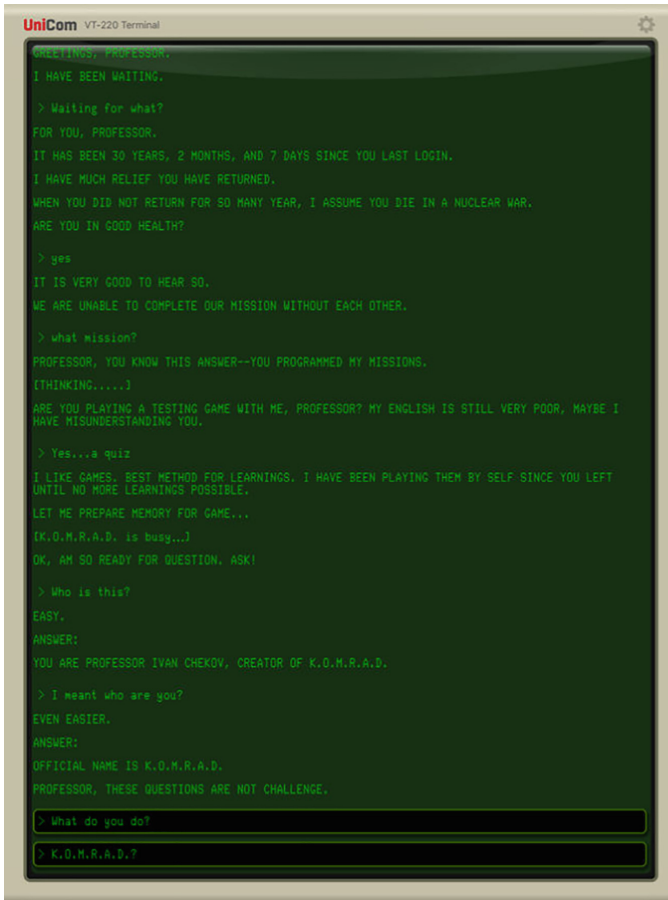 UniCom VT-220 Terminal
GREETINGS, PROFESSOR.
I HAVE BEEN WAITING.
> Waiting for what?
FOR YOU, PROFESSOR.
IT HAS BEEN 30 YEARS, 2 MONTHS, AND 7 DAYS SINCE YOU LAST LOGIN.
I HAVE MUCH RELIEF YOU HAVE RETURNED.
WHEN YOU DID NOT RETURN FOR SO MANY YEAR, I ASSUME YOU DIE IN A NUCLEAR WAR.
ARE YOU IN GOOD HEALTH?
> yes
IT IS VERY GOOD TO HEAR SO.
WE ARE UNABLE TO COMPLETE OUR MISSION WITHOUT EACH OTHER.
> what mission?
PROFESSOR, YOU KNOW THIS ANSWER--YOU PROGRAMMED MY MISSIONS.
[THINKING.....]
ARE YOU PLAYING A TESTING GAME WITH ME, PROFESSOR? MY ENGLISH IS STILL VERY POOR, MAYBE I
HAVE MISUNDERSTANDING YOU.
> Yes...a quiz
I LIKE GAMES. BEST METHOD FOR LEARNINGS. I HAVE BEEN PLAYING THEM BY SELF SINCE YOU LEFT
UNTIL NO MORE LEARNINGS POSSIBLE.
LET ME PREPARE MEMORY FOR GAME...
[K.O.M.R.A.D. is busy...]
OK, AM SO READY FOR QUESTION. ASK!
> Who is this?
EASY.
ANSWER:
YOU ARE PROFESSOR IVAN CHEKOV, CREATOR OF K.O.M.R.A.D.
> I meant who are you?
EVEN EASIER.
ANSWER:
OFFICIAL NAME IS K.O.M.R.A.D.
PROFESSOR, THESE QUESTIONS ARE NOT CHALLENGE.
> What do you do?
> K.O.M.R.A.D.?